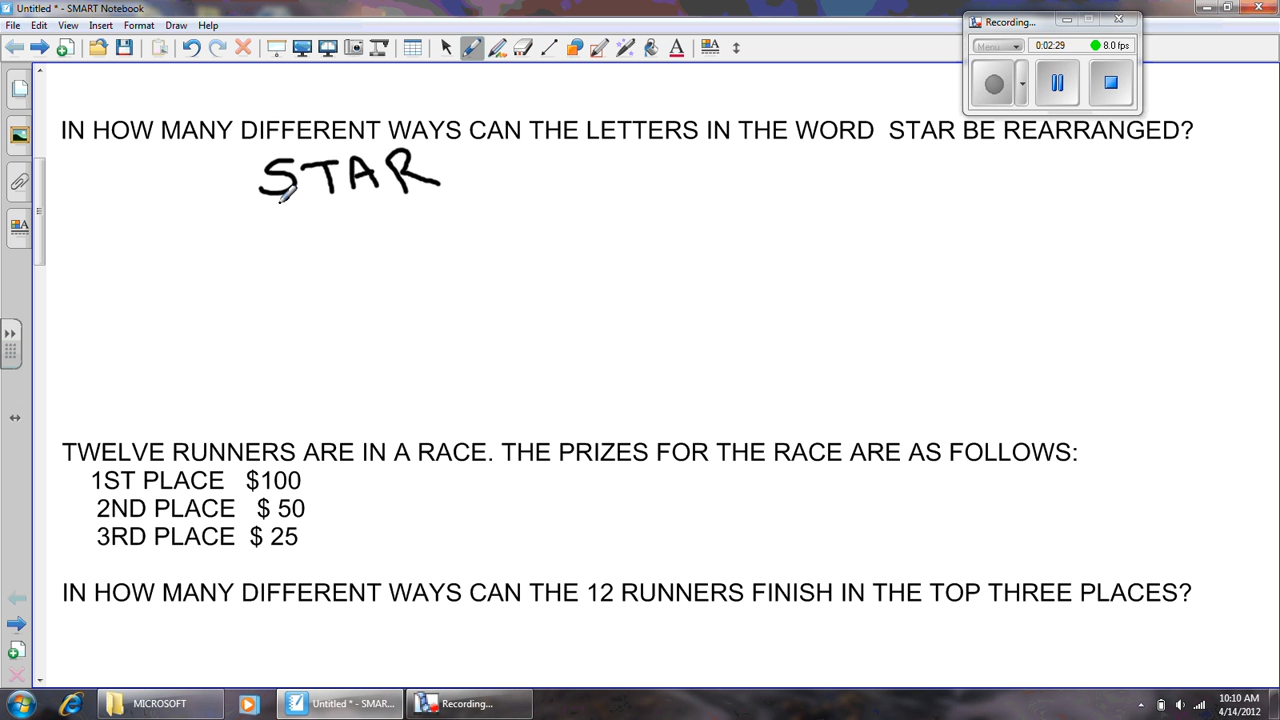 Untitled * - SMART Notebook
File Edit View Insert Format Draw Help
Recording...
Menu 0:02:29 8.0 fps
IN HOW MANY DIFFERENT WAYS CAN THE LETTERS IN THE WORD STAR BE REARRANGED?
STAR
TWELVE RUNNERS ARE IN A RACE. THE PRIZES FOR THE RACE ARE AS FOLLOWS:
1ST PLACE $100
2ND PLACE $ 50
3RD PLACE $ 25
IN HOW MANY DIFFERENT WAYS CAN THE 12 RUNNERS FINISH IN THE TOP THREE PLACES?
MICROSOFT Untitled * - SMAR... Recording... 10:10 AM
4/14/2012